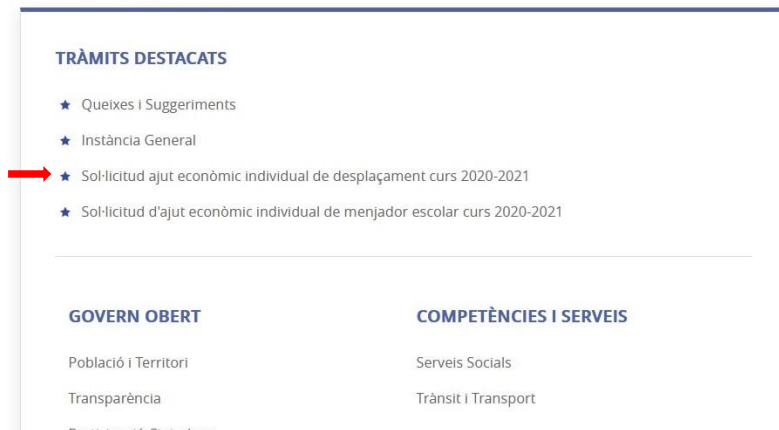 TRÀMITS DESTACATS
Queixes i Suggeriments
Instància General
Sol·licitud ajut econòmic individual de desplaçament curs 2020-2021
Sol·licitud d'ajut econòmic individual de menjador escolar curs 2020-2021
GOVERN OBERT
Població i Territori
Transparència
COMPETÈNCIES I SERVEIS
Serveis Socials
Trànsit i Transport